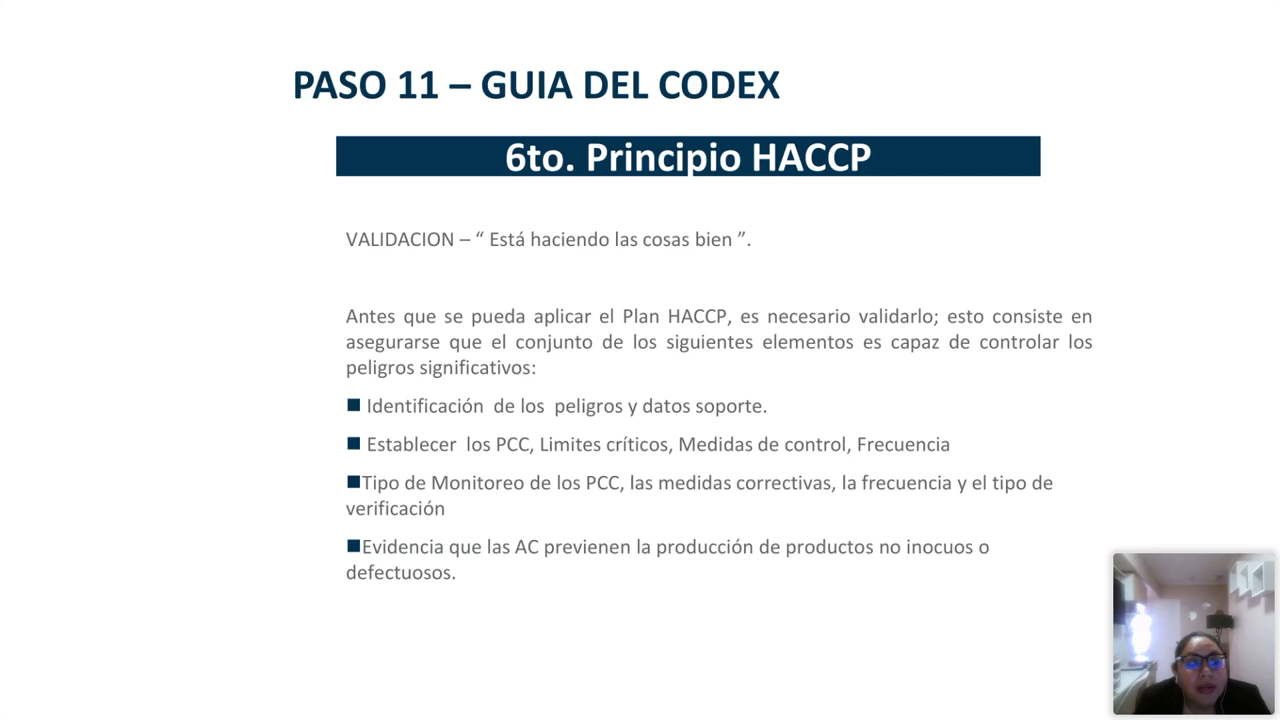 PASO 11 – GUIA DEL CODEX
6to. Principio HACCP
VALIDACION – “ Está haciendo las cosas bien ”.
Antes que se pueda aplicar el Plan HACCP, es necesario validarlo; esto consiste en
asegurarse que el conjunto de los siguientes elementos es capaz de controlar los
peligros significativos:
■ Identificación de los peligros y datos soporte.
■ Establecer los PCC, Limites críticos, Medidas de control, Frecuencia
■Tipo de Monitoreo de los PCC, las medidas correctivas, la frecuencia y el tipo de
verificación
■Evidencia que las AC previenen la producción de productos no inocuos o
defectuosos.